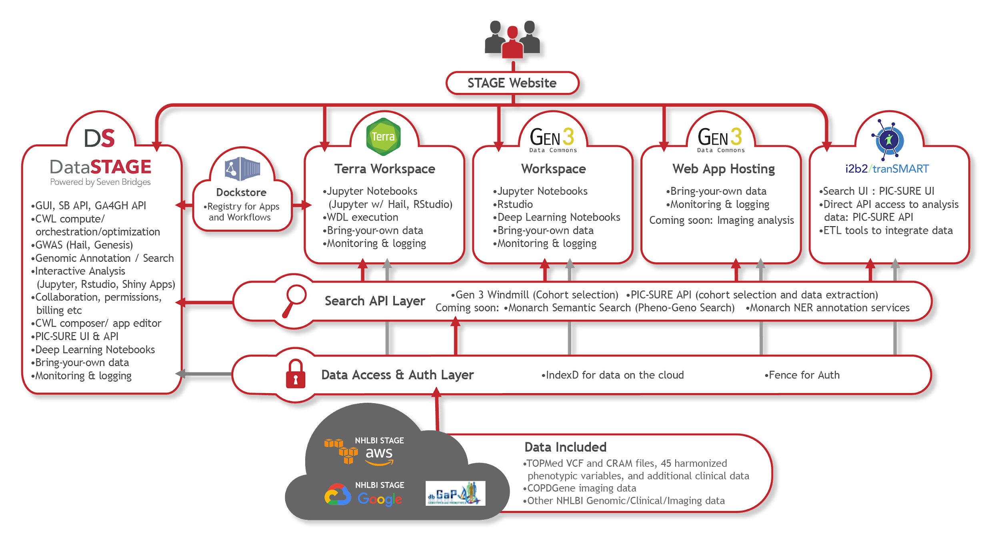 STAGE Website
DS
DataSTAGE
Powered by Seven Bridges
•GUI, SB API, GA4GH API
•CWL compute/
orchestration/optimization
•GWAS (Hail, Genesis)
•Genomic Annotation / Search
•Interactive Analysis
(Jupyter, Rstudio, Shiny Apps)
•Collaboration, permissions,
billing etc
•CWL composer/ app editor
•PIC-SURE UI & API
•Deep Learning Notebooks
•Bring-your-own data
•Monitoring & logging
Dockstore
•Registry for Apps
and Workflows
Terra
Terra Workspace
•Jupyter Notebooks
(Jupyter w/ Hail, RStudio)
•WDL execution
•Bring-your-own data
•Monitoring & logging
GEN 3
Data Commons
Workspace
•Jupyter Notebooks
•Rstudio
•Deep Learning Notebooks
•Bring-your-own data
•Monitoring & logging
GEN 3
Data Commons
Web App Hosting
•Bring-your-own data
•Monitoring & logging
Coming soon: Imaging analysis
i2b2/tranSMART
•Search UI : PIC-SURE UI
•Direct API access to analysis
data: PIC-SURE API
•ETL tools to integrate data
Search API Layer
•Gen 3 Windmill (Cohort selection) •PIC-SURE API (cohort selection and data extraction)
Coming soon: •Monarch Semantic Search (Pheno-Geno Search) •Monarch NER annotation services
Data Access & Auth Layer
•IndexD for data on the cloud
•Fence for Auth
NHLBI STAGE
aws
NHLBI STAGE
Google
dbGaP
GENOTYPES and PHENOTYPES
Data Included
•TOPMed VCF and CRAM files, 45 harmonized
phenotypic variables, and additional clinical data
•COPDGene imaging data
•Other NHLBI Genomic/Clinical/Imaging data